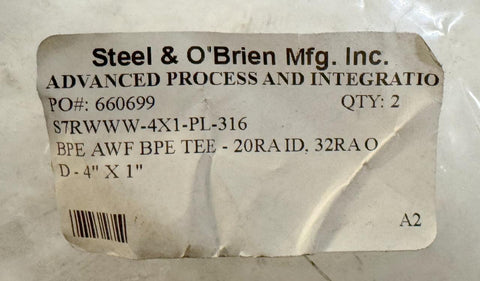 Steel & O'Brien Mfg. Inc.
ADVANCED PROCESS AND INTEGRATIO
PO#: 660699 QTY: 2
S7RWWW-4X1-PL-316
BPE AWF BPE TEE - 20RA ID, 32RA O
D - 4" X 1"
A2